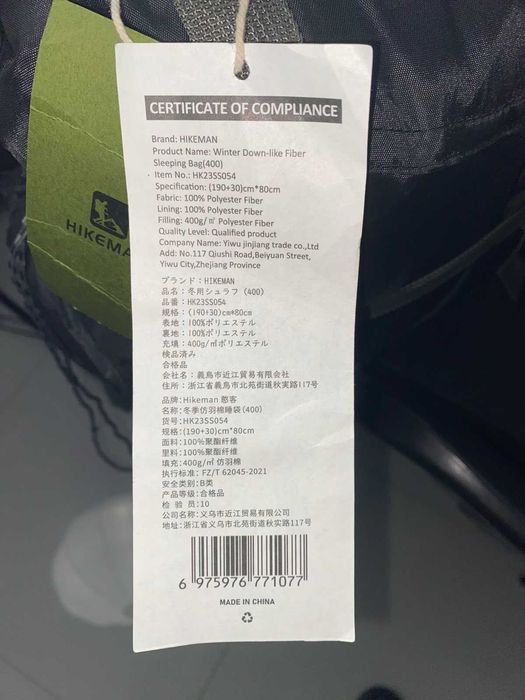 HIKEMA
CERTIFICATE OF COMPLIANCE
Brand: HIKEMAN
Product Name: Winter Down-like Fiber
Sleeping Bag(400)
Item No.: HK23SS054
Specification: (190+30)cm*80cm
Fabric: 100% Polyester Fiber
Lining: 100% Polyester Fiber
Filling: 400g/㎡ Polyester Fiber
Quality Level: Qualified product
Company Name: Yiwu jinjiang trade co.,Ltd
Add: No.117 Qiushi Road,Beiyuan Street,
Yiwu City,Zhejiang Province
ブランド: HIKEMAN
品名: 冬用シュラフ (400)
品番: HK23SS054
規格: (190+30)cm*80cm
表地: 100%ポリエステル
裏地: 100%ポリエステル
充填: 400g/㎡ポリエステル
検品済み
合格品
会社名: 義烏市近江貿易有限会社
住所: 浙江省義烏市北苑街道秋実路117号
品牌:Hikeman 憨客
名称:冬季仿羽棉睡袋(400)
货号:HK23SS054
规格:(190+30)cm*80cm
面料:100%聚酯纤维
里料:100%聚酯纤维
填充:400g/㎡ 仿羽棉
执行标准: FZ/T 62045-2021
安全类别:B类
产品等级:合格品
检 验 员:10
公司名称:义乌市近江贸易有限公司
地址:浙江省义乌市北苑街道秋实路117号
6 975976 771077
MADE IN CHINA